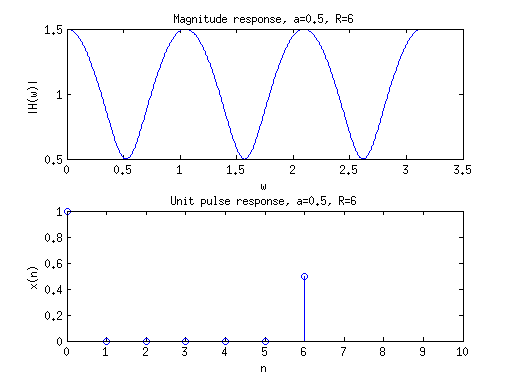 Magnitude response, a=0.5, R=6
1.5
1
0.5
|H(w)|
0 0.5 1 1.5 2 2.5 3 3.5
w
Unit pulse response, a=0.5, R=6
1
0.8
0.6
0.4
0.2
0
x(n)
0 1 2 3 4 5 6 7 8 9 10
n